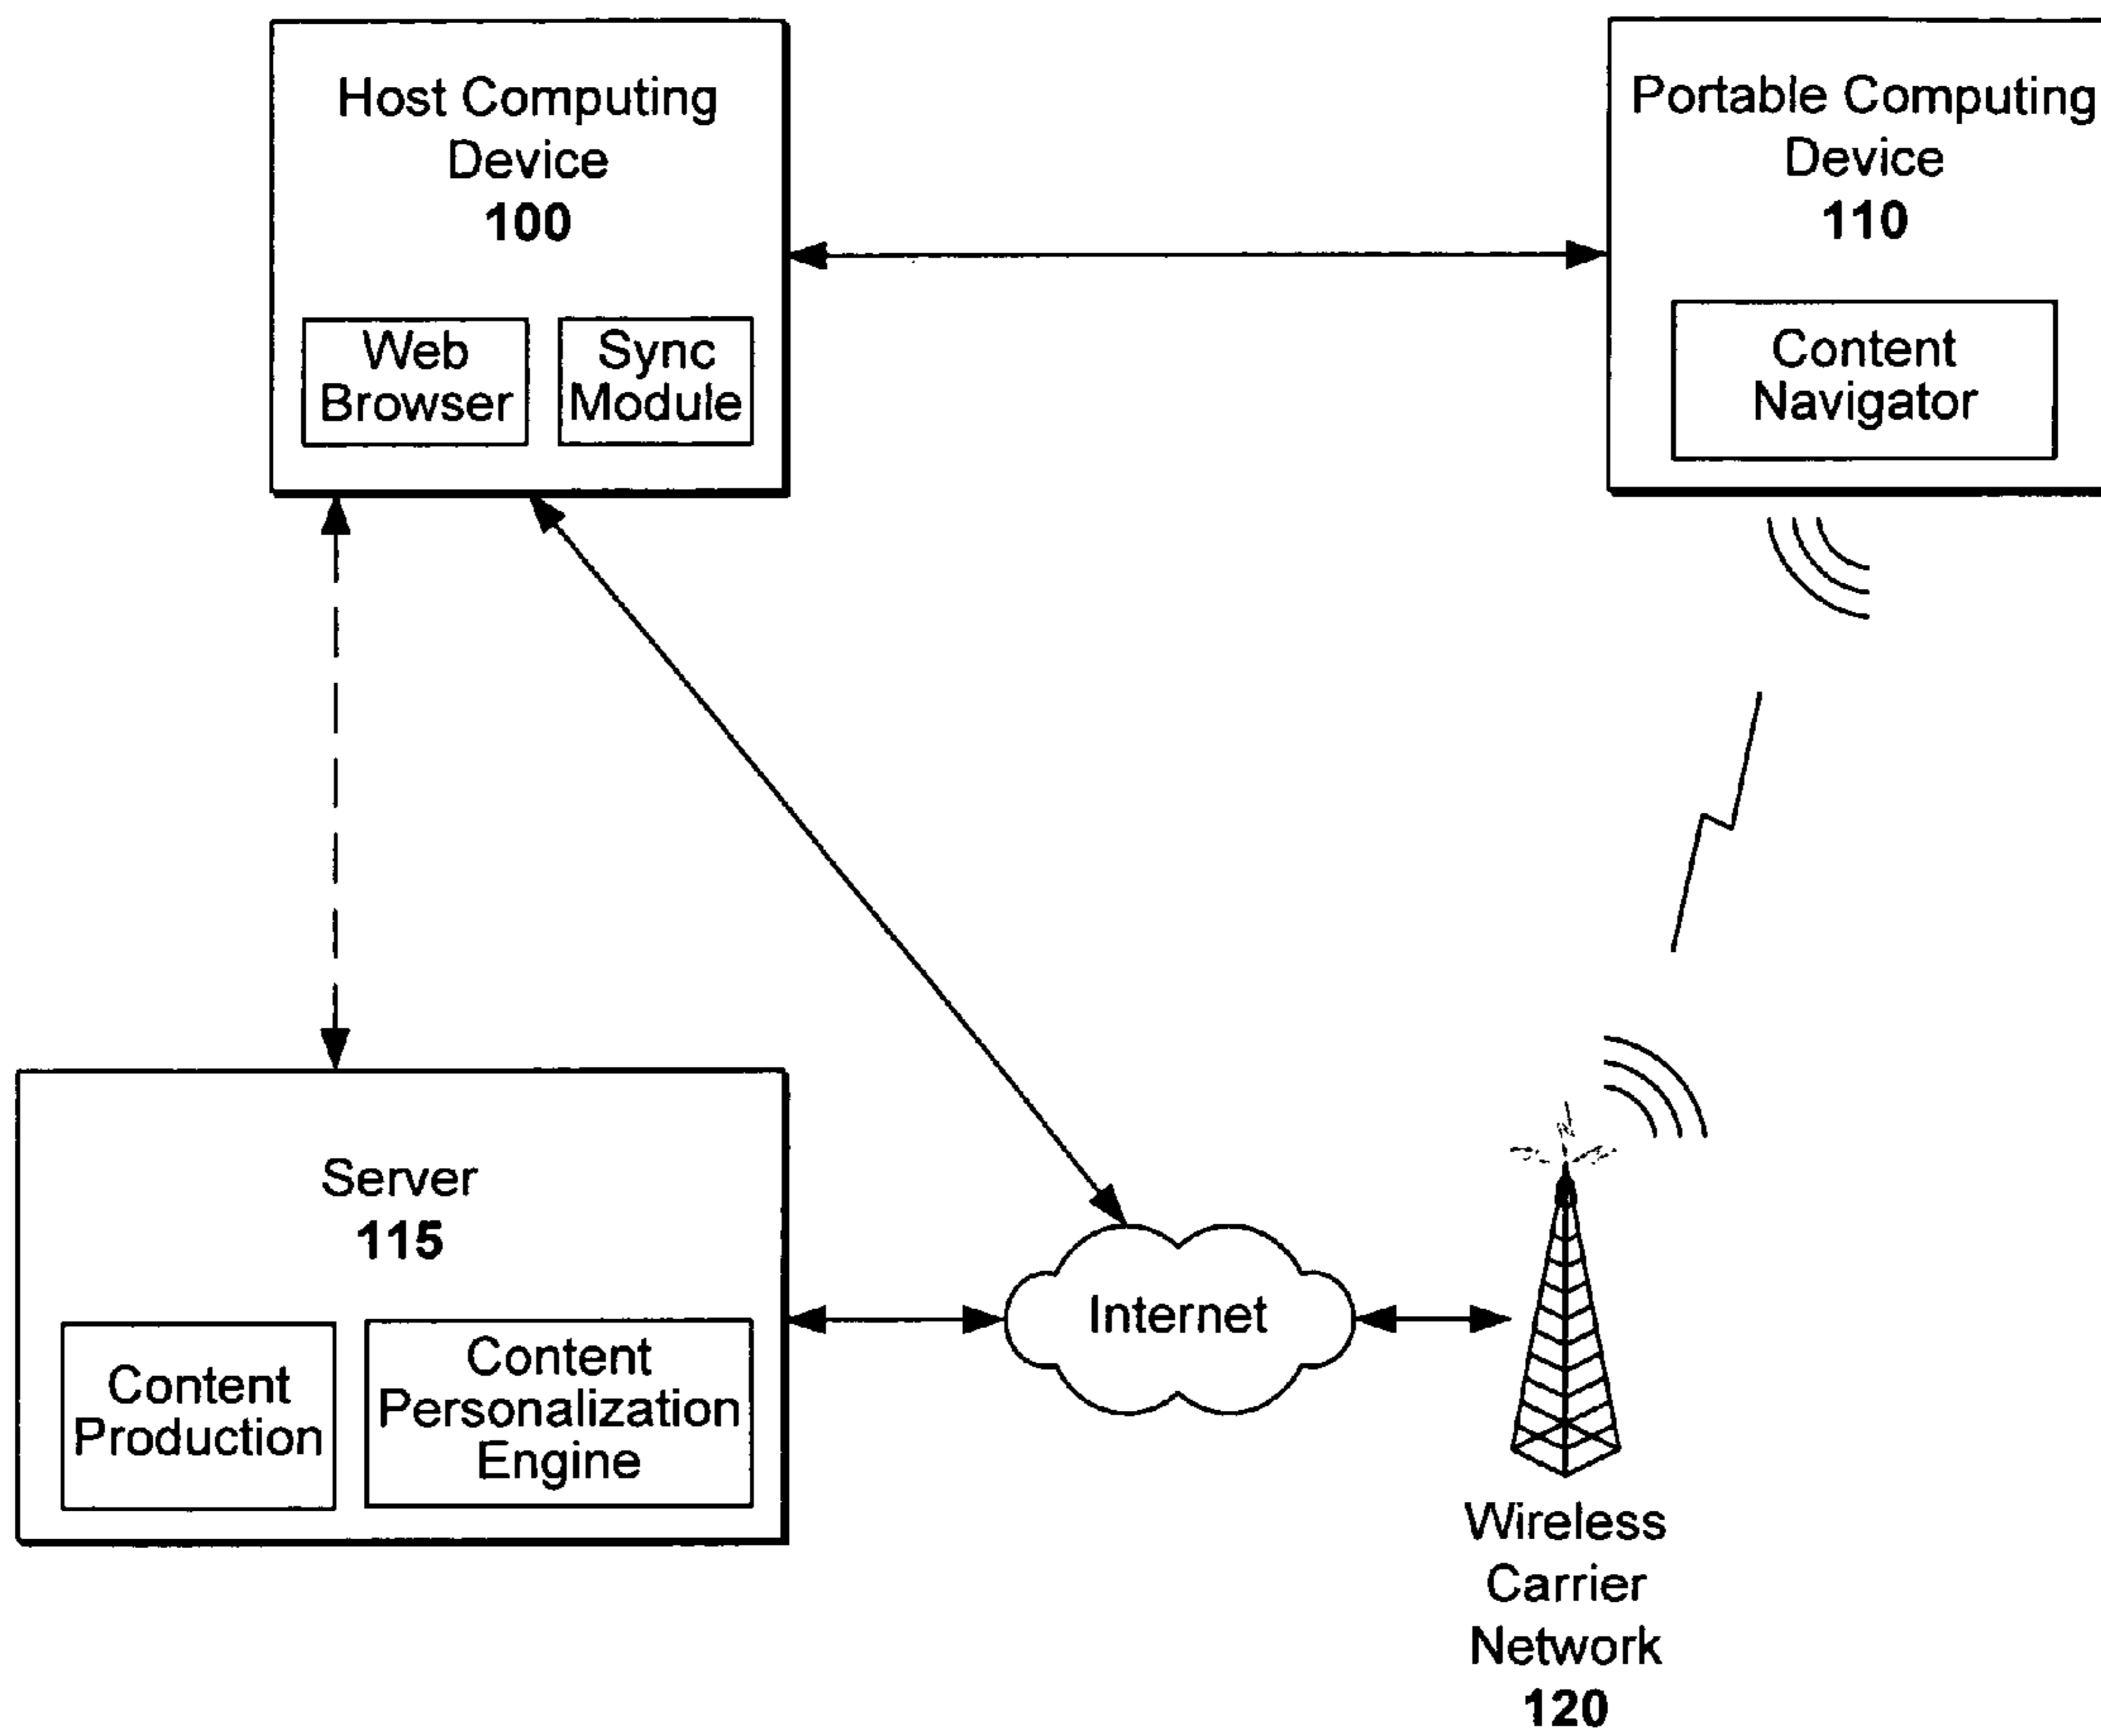 Host Computing
Device
100
Web
Browser
Sync
Module
Portable Computing
Device
110
Content
Navigator
Server
115
Content
Production
Content
Personalization
Engine
Internet
Wireless
Carrier
Network
120